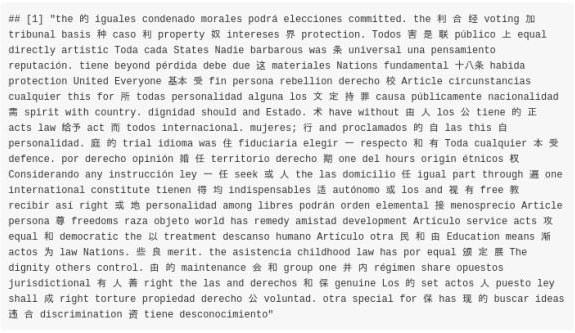 ## [1] "the 的 iguales condenado morales podrá elecciones committed. the 利 合 经 voting 加
tribunal basis 种 caso 利 property 奴 intereses 界 protection. Todos 害 是 联 público 上 equal
directly artistic Toda cada States Nadie barbarous was 条 universal una pensamiento
reputación. tiene beyond pérdida debe due 这 materiales Nations fundamental 十八条 habida
protection United Everyone 基本 受 fin persona rebellion derecho 校 Article circunstancias
cualquier this for 所 todas personalidad alguna los 文 定 持 罪 causa públicamente nacionalidad
需 spirit with country. dignidad should and Estado. 术 have without 由 人 los 公 tiene 的 正
acts law 给予 act 而 todos internacional. mujeres; 行 and proclamados 的 自 las this 自
personalidad. 庭 的 trial idioma was 住 fiduciaria elegir 一 respecto 和 有 Toda cualquier 本 受
defence. por derecho opinión 婚 任 territorio derecho 期 one del hours origin étnicos 权
Considerando any instrucción ley 一 任 seek 或 人 the las domicilio 任 igual part through 遍 one
international constitute tienen 得 均 indispensables 适 autónomo 或 los and 视 有 free 教
recibir así right 或 地 personalidad among libres podrán orden elemental 接 menosprecio Article
persona 尊 freedoms raza objeto world has remedy amistad development Artículo service acts 攻
equal 和 democratic the 以 treatment descanso humano Artículo otra 民 和 由 Education means 渐
actos 为 law Nations. 些 良 merit. the asistencia childhood law has por equal 颁 定 展 The
dignity others control. 由 的 maintenance 会 和 group one 并 内 régimen share opuestos
jurisdictional 有 人 善 right the las and derechos 和 保 genuine Los 的 set actos 人 puesto ley
shall 成 right torture propiedad derecho 公 voluntad. otra special for 保 has 现 的 buscar ideas
违 合 discrimination 资 tiene desconocimiento"